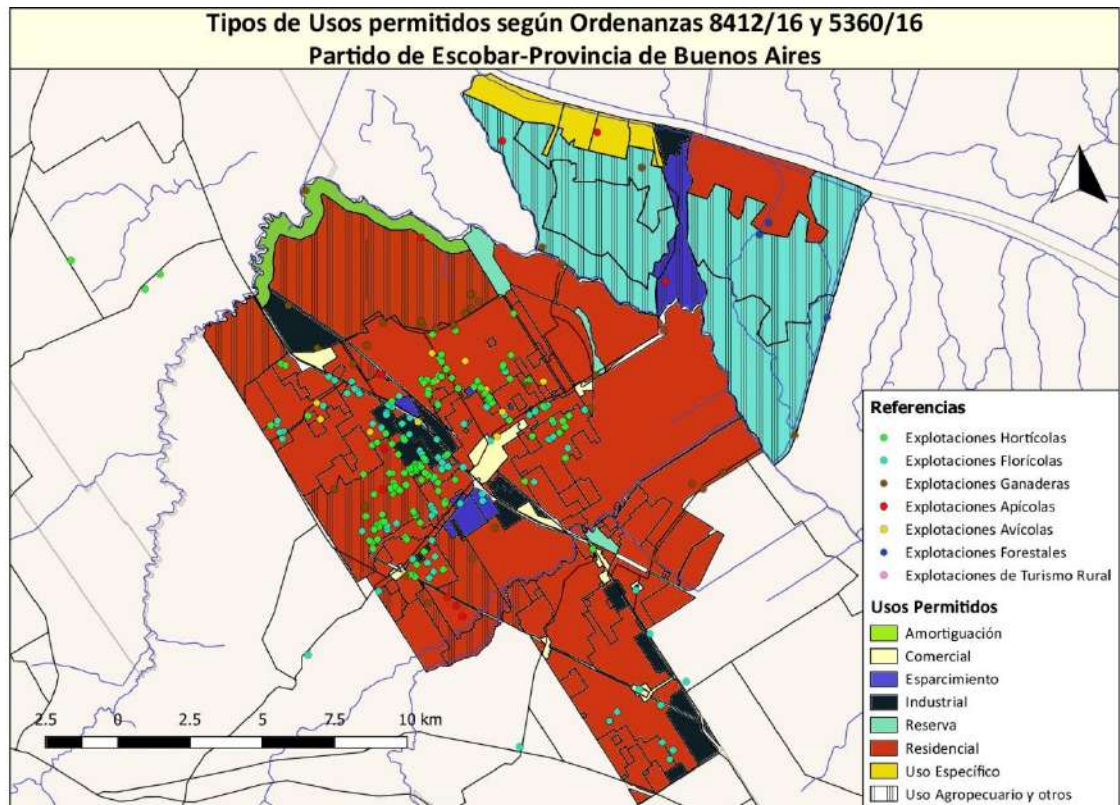 Tipos de Usos permitidos según Ordenanzas 8412/16 y 5360/16
Partido de Escobar-Provincia de Buenos Aires
Referencias
Explotaciones Hortícolas
Explotaciones Florícolas
Explotaciones Ganaderas
Explotaciones Apícolas
Explotaciones Avícolas
Explotaciones Forestales
Explotaciones de Turismo Rural
Usos Permitidos
Amortiguación
Comercial
Esparcimiento
Industrial
Reserva
Residencial
Uso Específico
Uso Agropecuario y otros
2.5 0 2.5 5 7.5 10 km